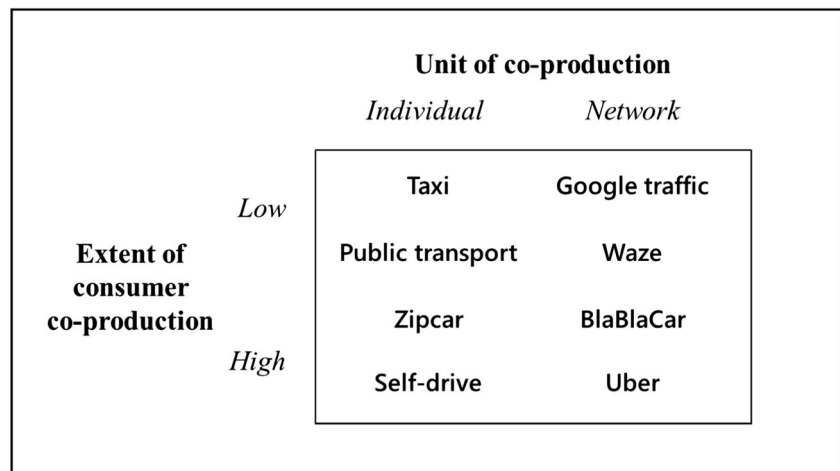 Unit of co-production
Individual Network
Taxi Google traffic
Low
Public transport Waze
Extent of
consumer
co-production
Zipcar BlaBlaCar
High
Self-drive Uber